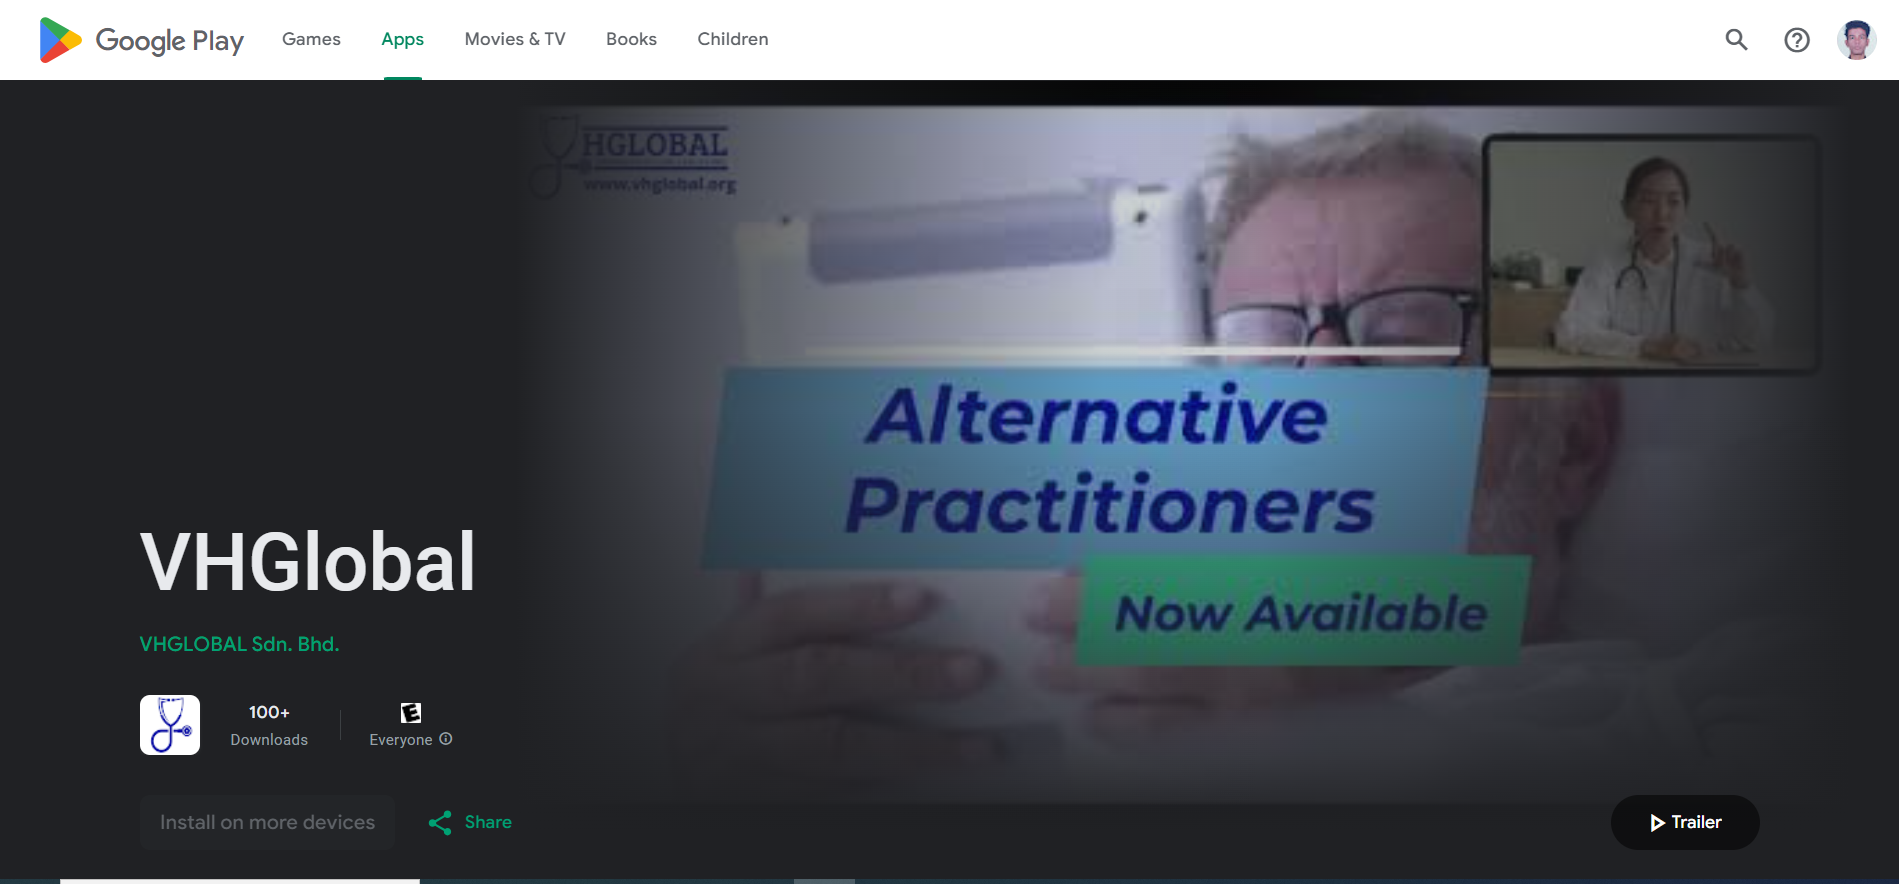 Google Play
Games
Apps
Movies & TV
Books
Children
HGLOBAL
www.vhglobal.org
Alternative
Practitioners
Now Available
VHGlobal
VHGLOBAL Sdn. Bhd.
100+
Downloads
E
Everyone
Install on more devices
Share
Trailer